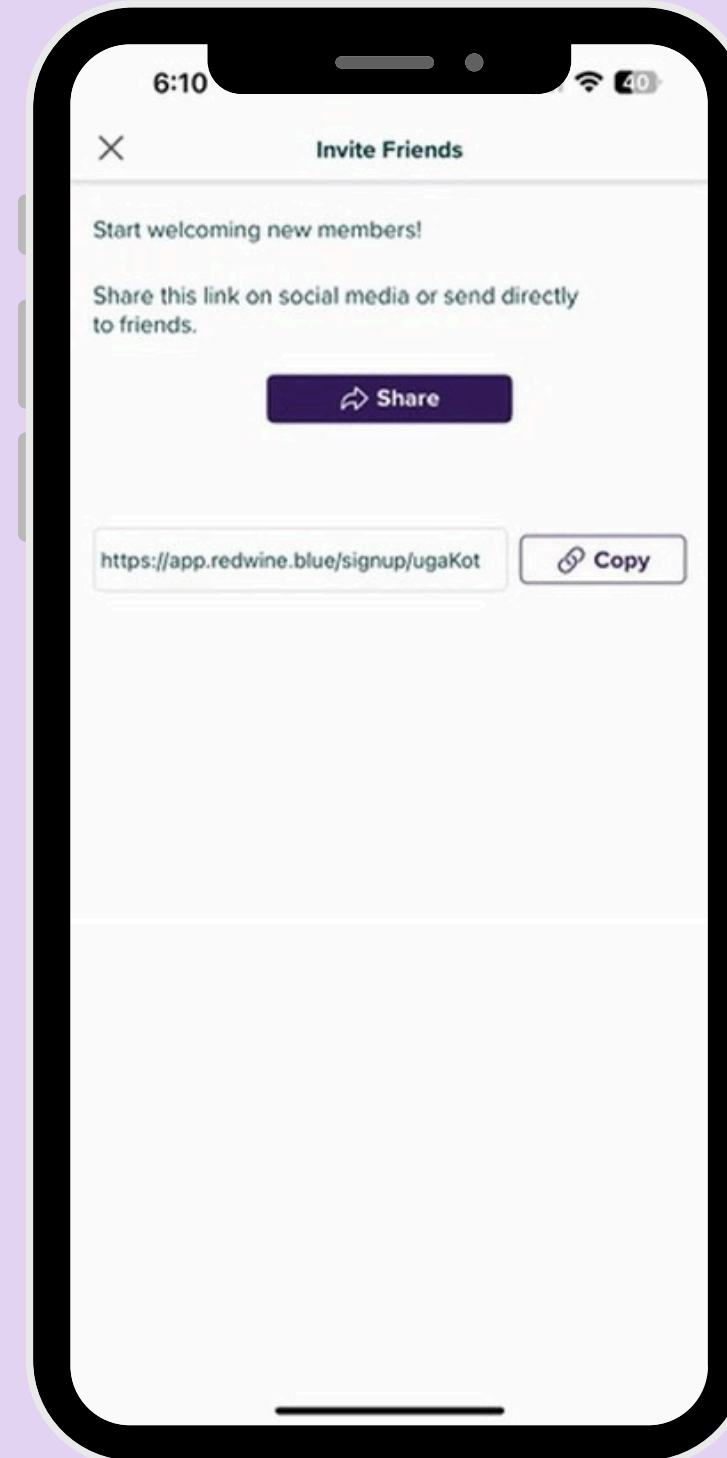 6:10
40
Invite Friends
Start welcoming new members!
Share this link on social media or send directly
to friends.
Share
https://app.redwine.blue/signup/ugaKot
Copy